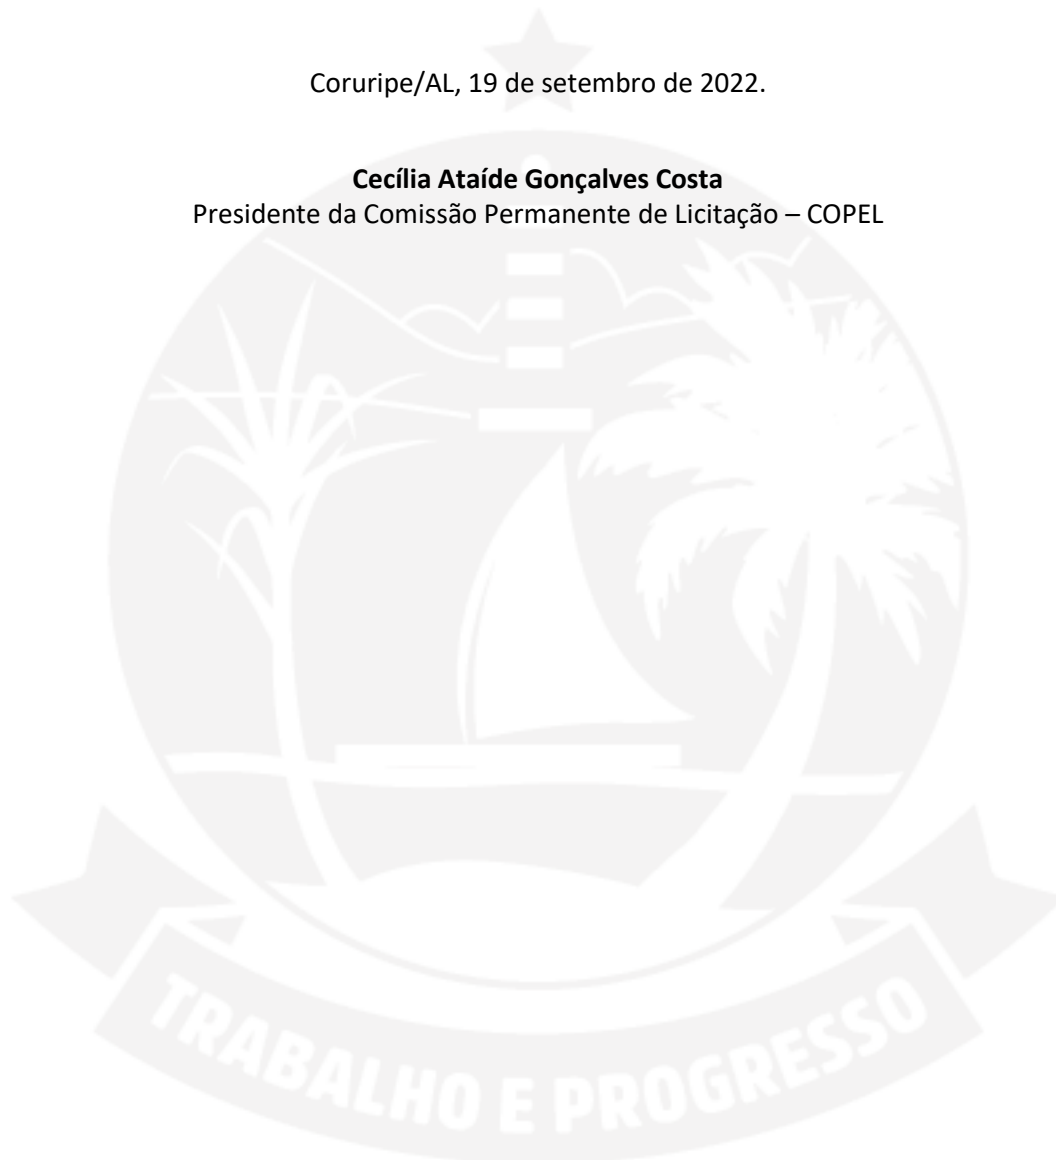 Coruripe/AL, 19 de setembro de 2022.
Cecília Ataíde Gonçalves Costa
Presidente da Comissão Permanente de Licitação – COPEL
TRABALHO E PROGRESSO